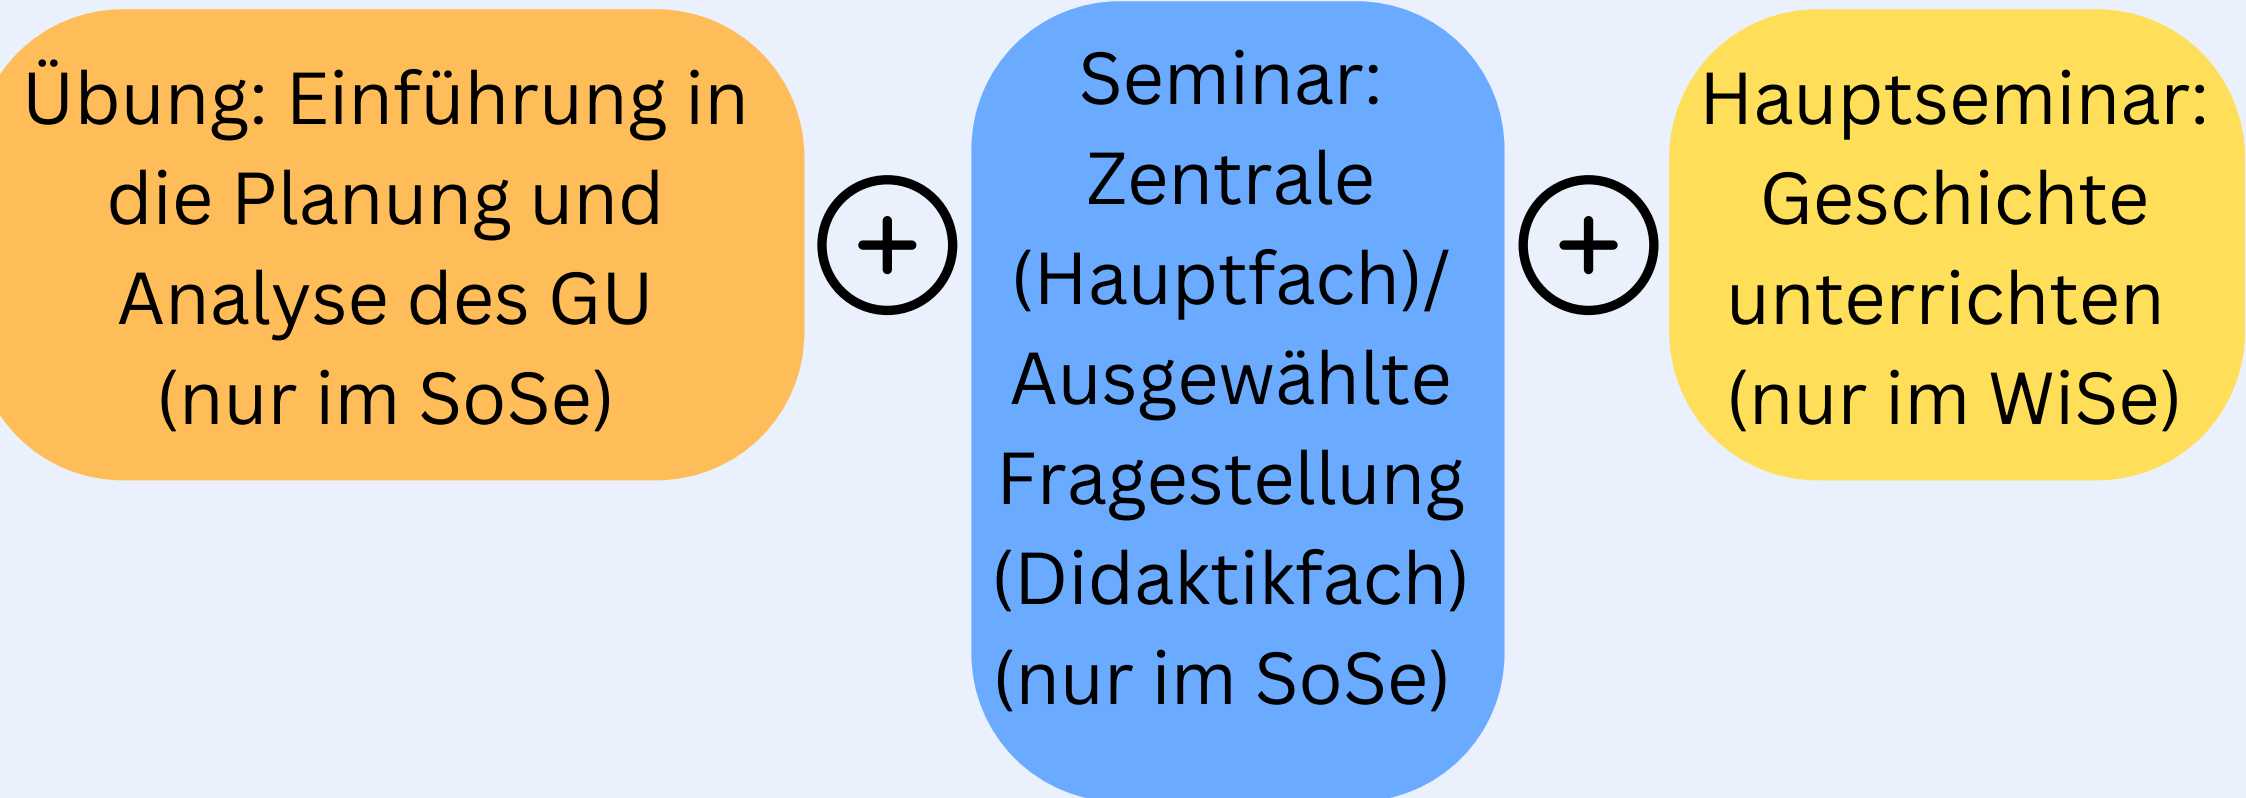 Übung: Einführung in
die Planung und
Analyse des GU
(nur im SoSe)
Seminar:
Zentrale
(Hauptfach)/
Ausgewählte
Fragestellung
(Didaktikfach)
(nur im SoSe)
Hauptseminar:
Geschichte
unterrichten
(nur im WiSe)